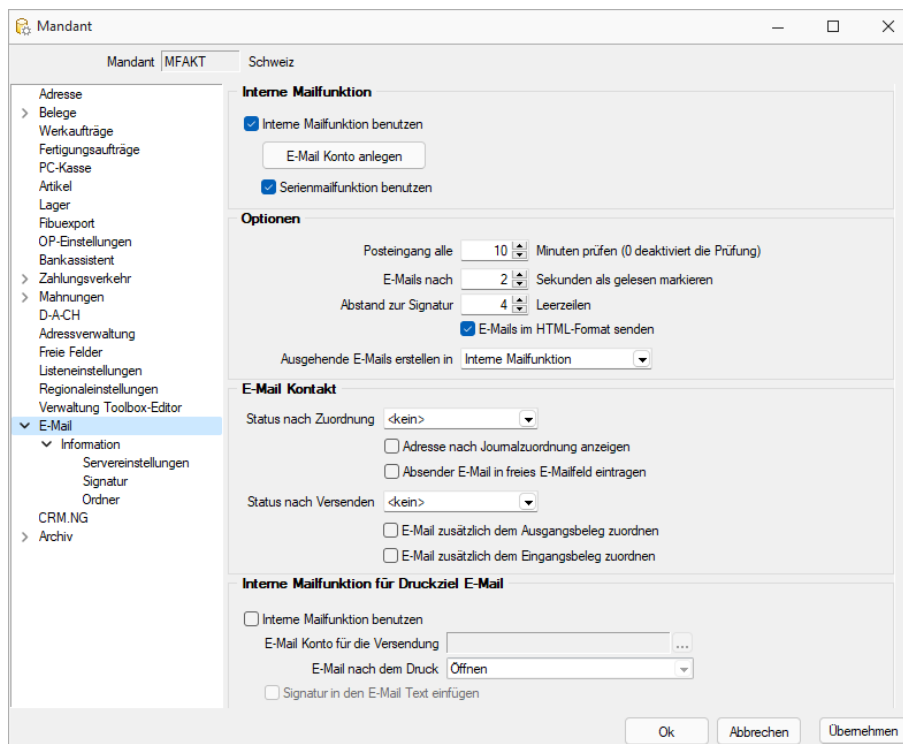 Mandant
Mandant MFAKT Schweiz
Adresse
Belege
Werkaufträge
Fertigungsaufträge
PC-Kasse
Artikel
Lager
Fibuexport
OP-Einstellungen
Bankassistent
Zahlungsverkehr
Mahnungen
D-A-CH
Adressverwaltung
Freie Felder
Listeneinstellungen
Regionaleinstellungen
Verwaltung Toolbox-Editor
E-Mail
Information
Servereinstellungen
Signatur
Ordner
CRM.NG
Archiv
Interne Mailfunktion
Interne Mailfunktion benutzen
E-Mail Konto anlegen
Serienmailfunktion benutzen
Optionen
Posteingang alle 10 Minuten prüfen (0 deaktiviert die Prüfung)
E-Mails nach 2 Sekunden als gelesen markieren
Abstand zur Signatur 4 Leerzeilen
E-Mails im HTML-Format senden
Ausgehende E-Mails erstellen in Interne Mailfunktion
E-Mail Kontakt
Status nach Zuordnung <kein>
Adresse nach Journalzuordnung anzeigen
Absender E-Mail in freies E-Mailfeld eintragen
Status nach Versenden <kein>
E-Mail zusätzlich dem Ausgangsbeleg zuordnen
E-Mail zusätzlich dem Eingangsbeleg zuordnen
Interne Mailfunktion für Druckziel E-Mail
Interne Mailfunktion benutzen
E-Mail Konto für die Versendung ...
E-Mail nach dem Druck Öffnen
Signatur in den E-Mail Text einfügen
Ok Abbrechen Übernehmen